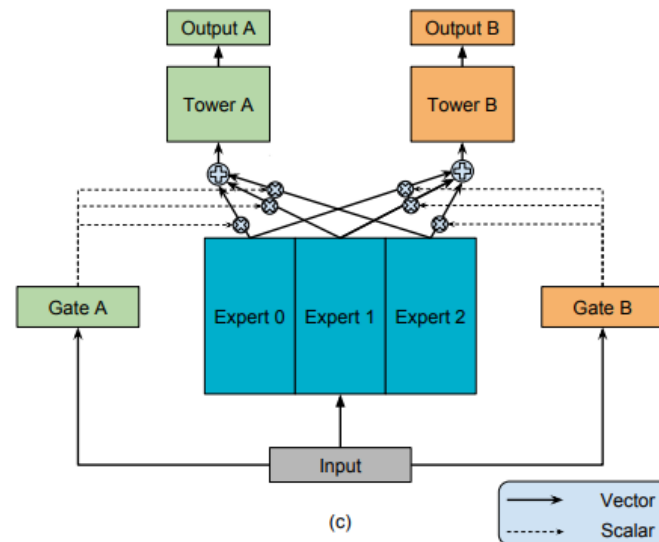 Output A
Output B
Tower A
Tower B
Gate A
Expert 0
Expert 1
Expert 2
Gate B
Input
(c)
Vector
Scalar